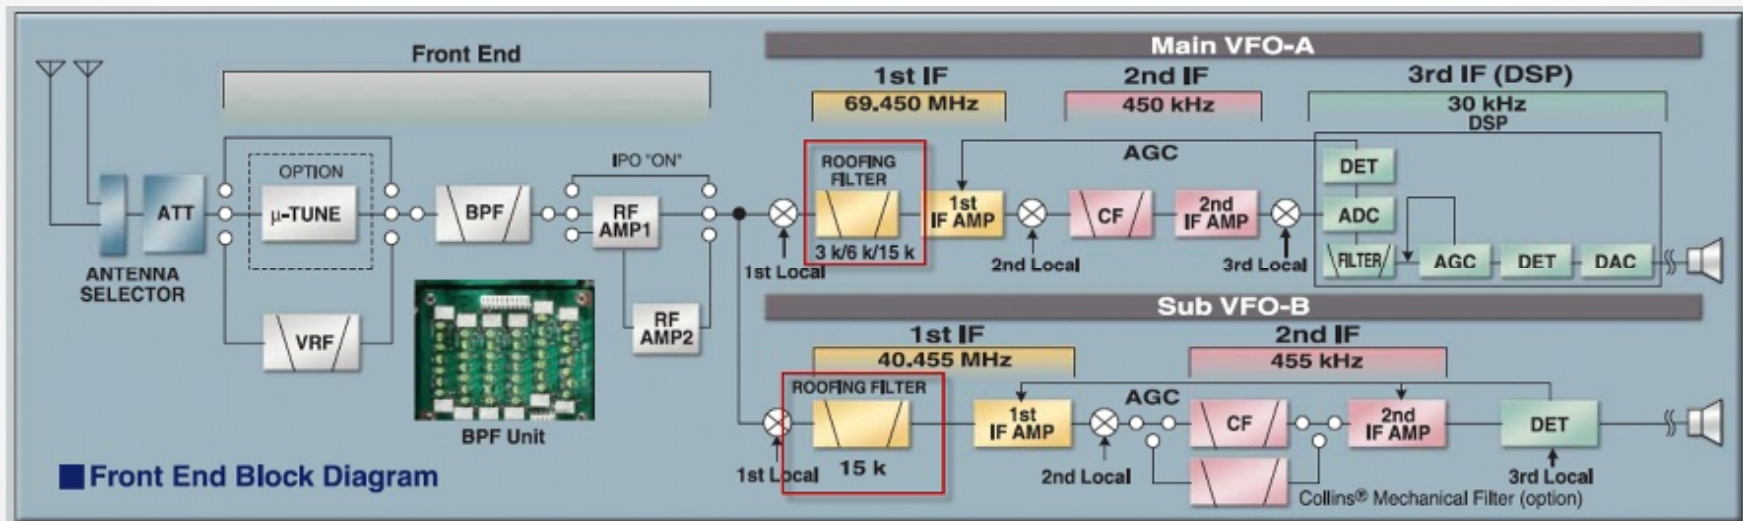 Front End
Main VFO-A
1st IF
2nd IF
3rd IF (DSP)
69.450 MHz
450 kHz
30 kHz
DSP
OPTION
IPO "ON"
ROOFING
FILTER
AGC
DET
ATT
μ-TUNE
BPF
RF
AMP1
1st
IF AMP
CF
2nd
IF AMP
ADC
3 k/6 k/15 k
1st Local
2nd Local
3rd Local
FILTER
AGC
DET
DAC
ANTENNA
SELECTOR
VRF
RF
AMP2
Sub VFO-B
1st IF
2nd IF
40.455 MHz
455 kHz
ROOFING FILTER
AGC
1st
IF AMP
CF
2nd
IF AMP
DET
BPF Unit
15 k
1st Local
2nd Local
3rd Local
Collins® Mechanical Filter (option)
Front End Block Diagram